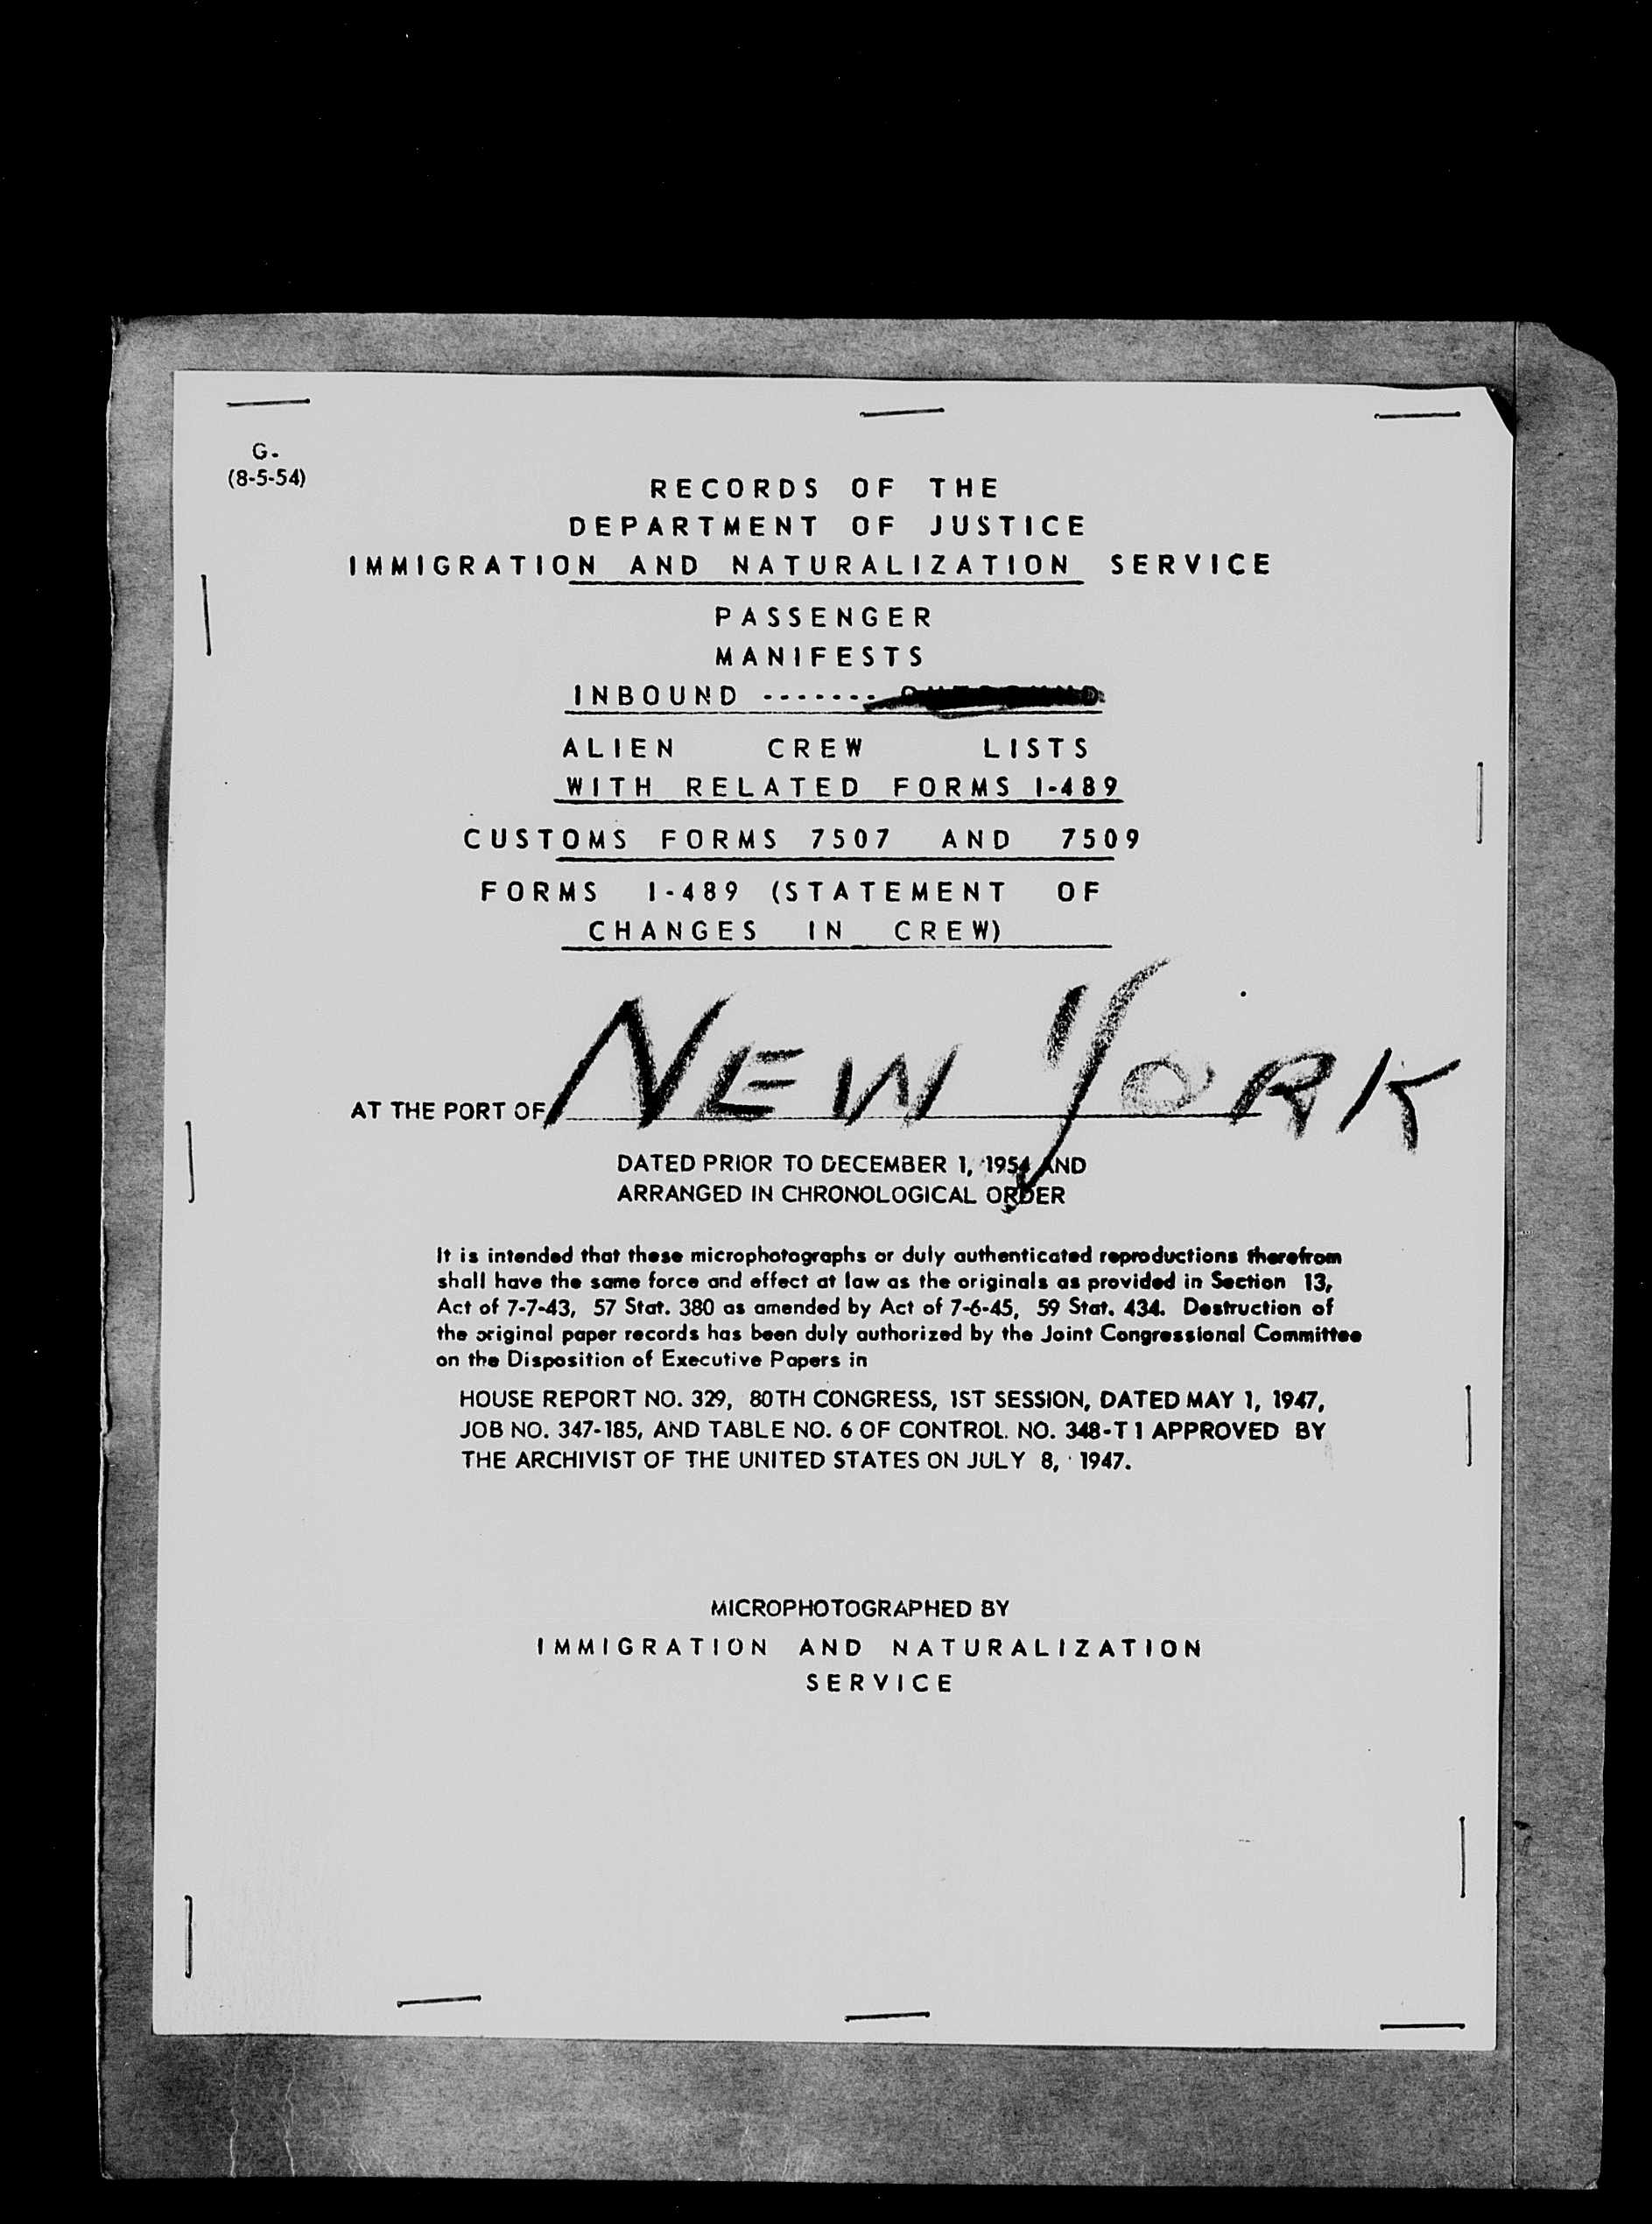 G-
(8-5-54)
RECORDS OF THE
DEPARTMENT OF JUSTICE
IMMIGRATION AND NATURALIZATION SERVICE
PASSENGER
MANIFESTS
INBOUND -------
ALIEN CREW LISTS
WITH RELATED FORMS I-489
CUSTOMS FORMS 7507 AND 7509
FORMS I-489 (STATEMENT OF
CHANGES IN CREW)
AT THE PORT OF NEW YORK
DATED PRIOR TO DECEMBER 1, 1954 AND
ARRANGED IN CHRONOLOGICAL ORDER
It is intended that these microphotographs or duly authenticated reproductions therefrom
shall have the same force and effect at law as the originals as provided in Section 13,
Act of 7-7-43, 57 Stat. 380 as amended by Act of 7-6-45, 59 Stat. 434. Destruction of
the original paper records has been duly authorized by the Joint Congressional Committee
on the Disposition of Executive Papers in
HOUSE REPORT NO. 329, 80TH CONGRESS, 1ST SESSION, DATED MAY 1, 1947,
JOB NO. 347-185, AND TABLE NO. 6 OF CONTROL NO. 348-T1 APPROVED BY
THE ARCHIVIST OF THE UNITED STATES ON JULY 8, 1947.
MICROPHOTOGRAPHED BY
IMMIGRATION AND NATURALIZATION
SERVICE